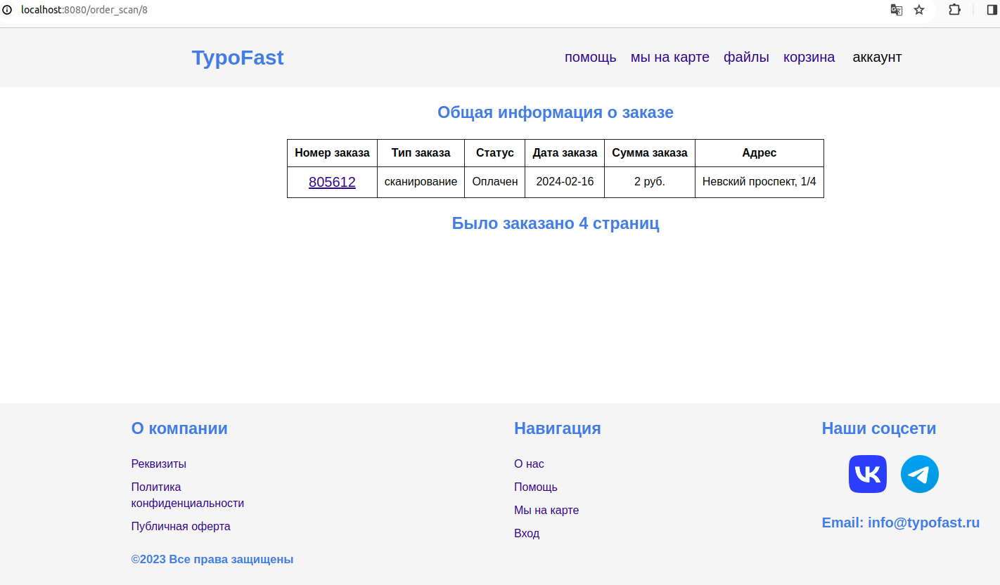 localhost:8080/order_scan/8
TypoFast помощь мы на карте файлы корзина аккаунт
Общая информация о заказе
Номер заказа Тип заказа Статус Дата заказа Сумма заказа Адрес
805612 сканирование Оплачен 2024-02-16 2 руб. Невский проспект, 1/4
Было заказано 4 страниц
О компании
Реквизиты
Политика
конфиденциальности
Публичная оферта
©2023 Все права защищены
Навигация
О нас
Помощь
Мы на карте
Вход
Наши соцсети
Email: info@typofast.ru